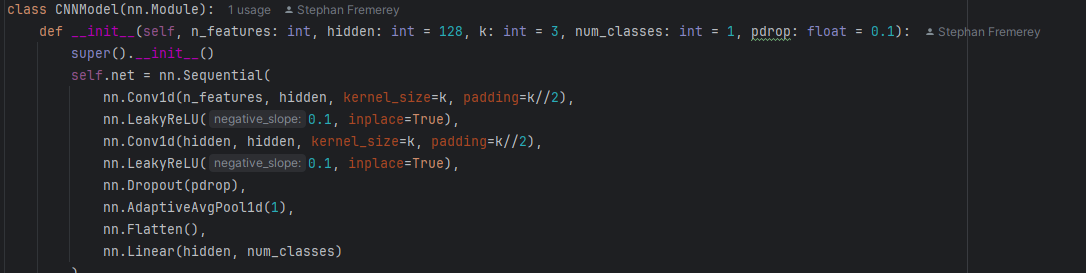 class CNNModel(nn.Module): 1 usage Stephan Fremerey
def __init__(self, n_features: int, hidden: int = 128, k: int = 3, num_classes: int = 1, pdrop: float = 0.1): Stephan Fremerey
super().__init__()
self.net = nn.Sequential(
nn.Conv1d(n_features, hidden, kernel_size=k, padding=k//2),
nn.LeakyReLU( negative_slope: 0.1, inplace=True),
nn.Conv1d(hidden, hidden, kernel_size=k, padding=k//2),
nn.LeakyReLU( negative_slope: 0.1, inplace=True),
nn.Dropout(pdrop),
nn.AdaptiveAvgPool1d(1),
nn.Flatten(),
nn.Linear(hidden, num_classes)
)